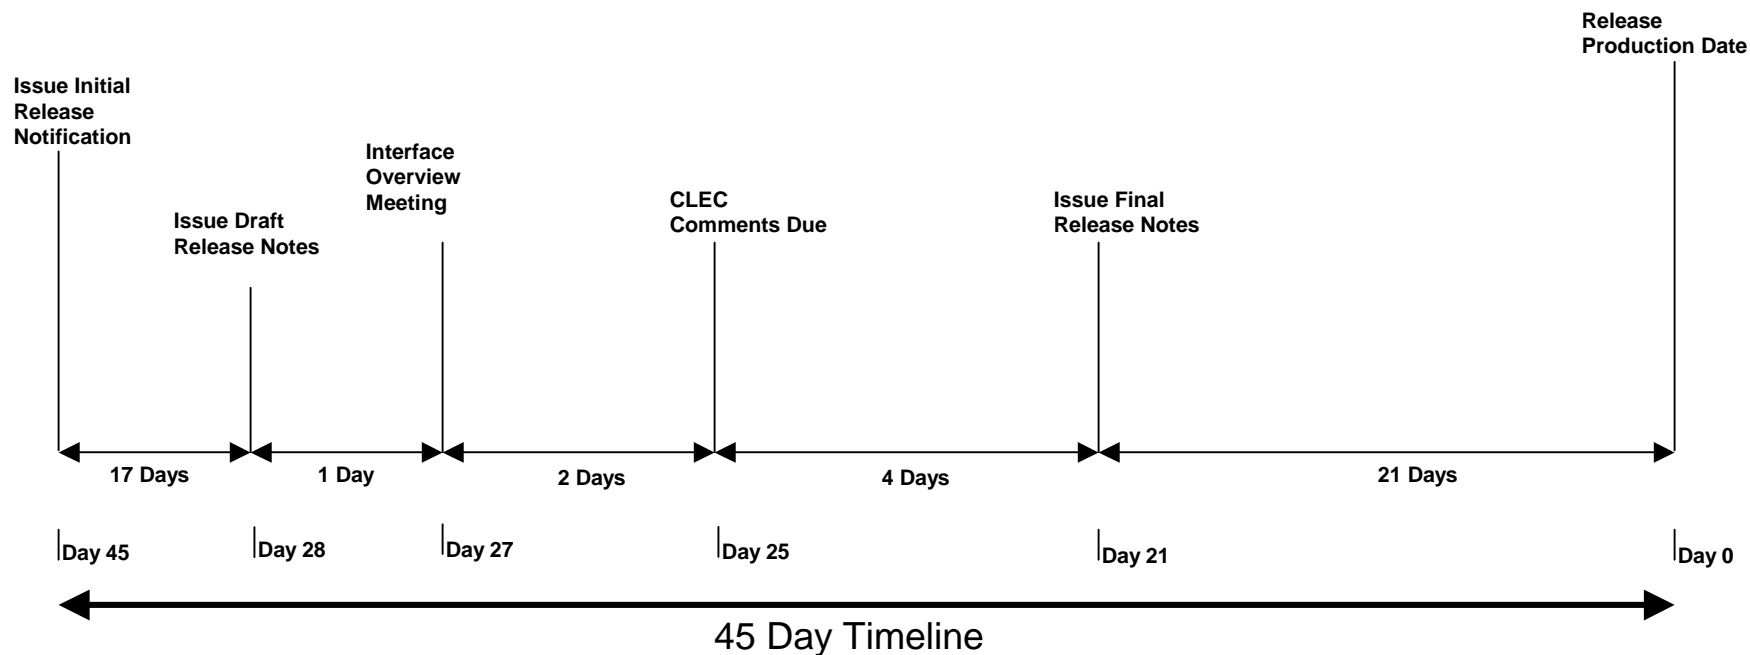 Release
Production Date
Issue Initial
Release
Notification
Interface
Overview
Meeting
Issue Draft
Release Notes
CLEC
Comments Due
Issue Final
Release Notes
17 Days
1 Day
2 Days
4 Days
21 Days
Day 45
Day 28
Day 27
Day 25
Day 21
Day 0
45 Day Timeline